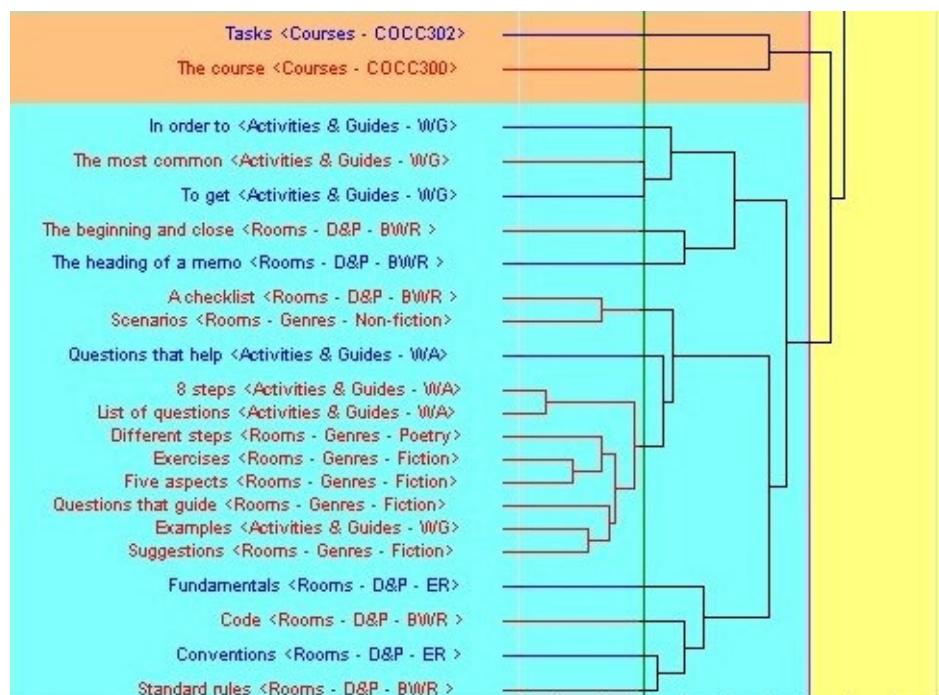 Tasks <Courses - COCC302>
The course <Courses - COCC300>
In order to <Activities & Guides - WG>
The most common <Activities & Guides - WG>
To get <Activities & Guides - WG>
The beginning and close <Rooms - D&P - BWR >
The heading of a memo <Rooms - D&P - BWR >
A checklist <Rooms - D&P - BWR >
Scenarios <Rooms - Genres - Non-fiction>
Questions that help <Activities & Guides - WA>
8 steps <Activities & Guides - WA>
List of questions <Activities & Guides - WA>
Different steps <Rooms - Genres - Poetry>
Exercises <Rooms - Genres - Fiction>
Five aspects <Rooms - Genres - Fiction>
Questions that guide <Rooms - Genres - Fiction>
Examples <Activities & Guides - WG>
Suggestions <Rooms - Genres - Fiction>
Fundamentals <Rooms - D&P - ER>
Code <Rooms - D&P - BWR >
Conventions <Rooms - D&P - ER >
Standard rules <Rooms - D&P - BWR >